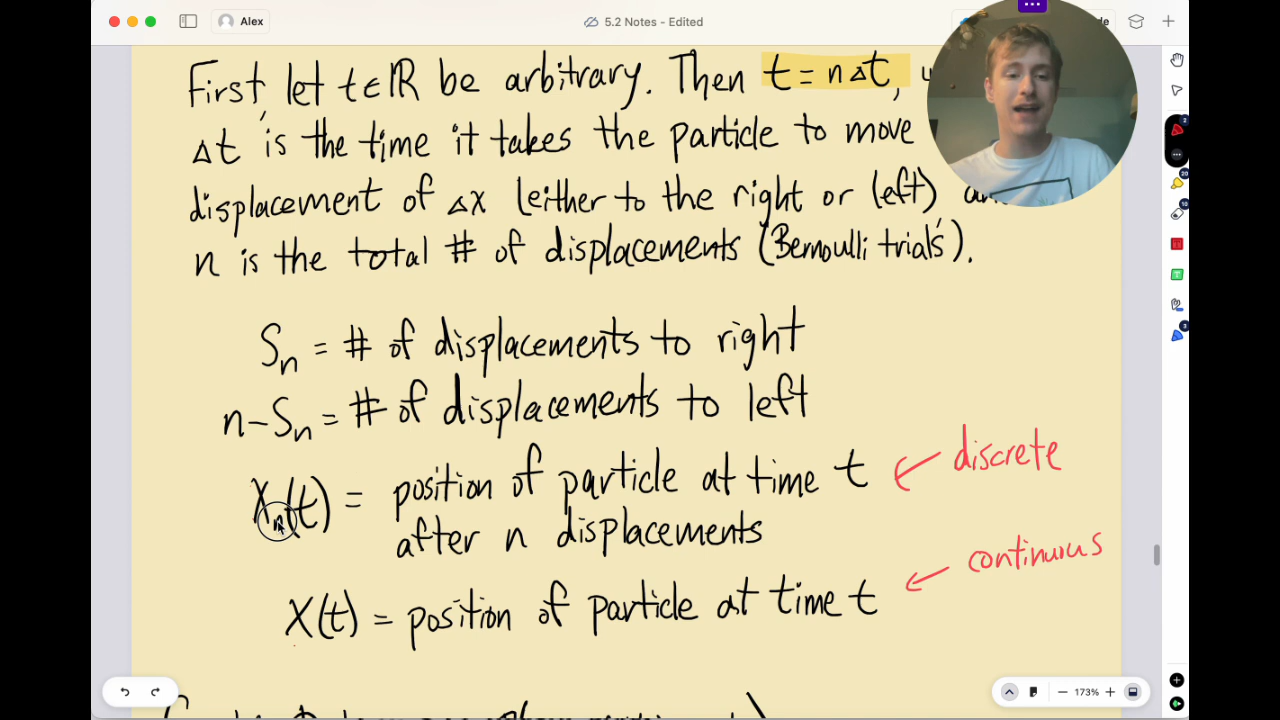 Alex
5.2 Notes - Edited
First let t∈ℝ be arbitrary. Then t = n Δt,
Δt is the time it takes the particle to move
displacement of Δx (either to the right or left)
n is the total # of displacements (Bernoulli trials).
Sn = # of displacements to right
n-Sn = # of displacements to left
Xn(t) = position of particle at time t ← discrete
after n displacements
X(t) = position of particle at time t ← continuous
173%